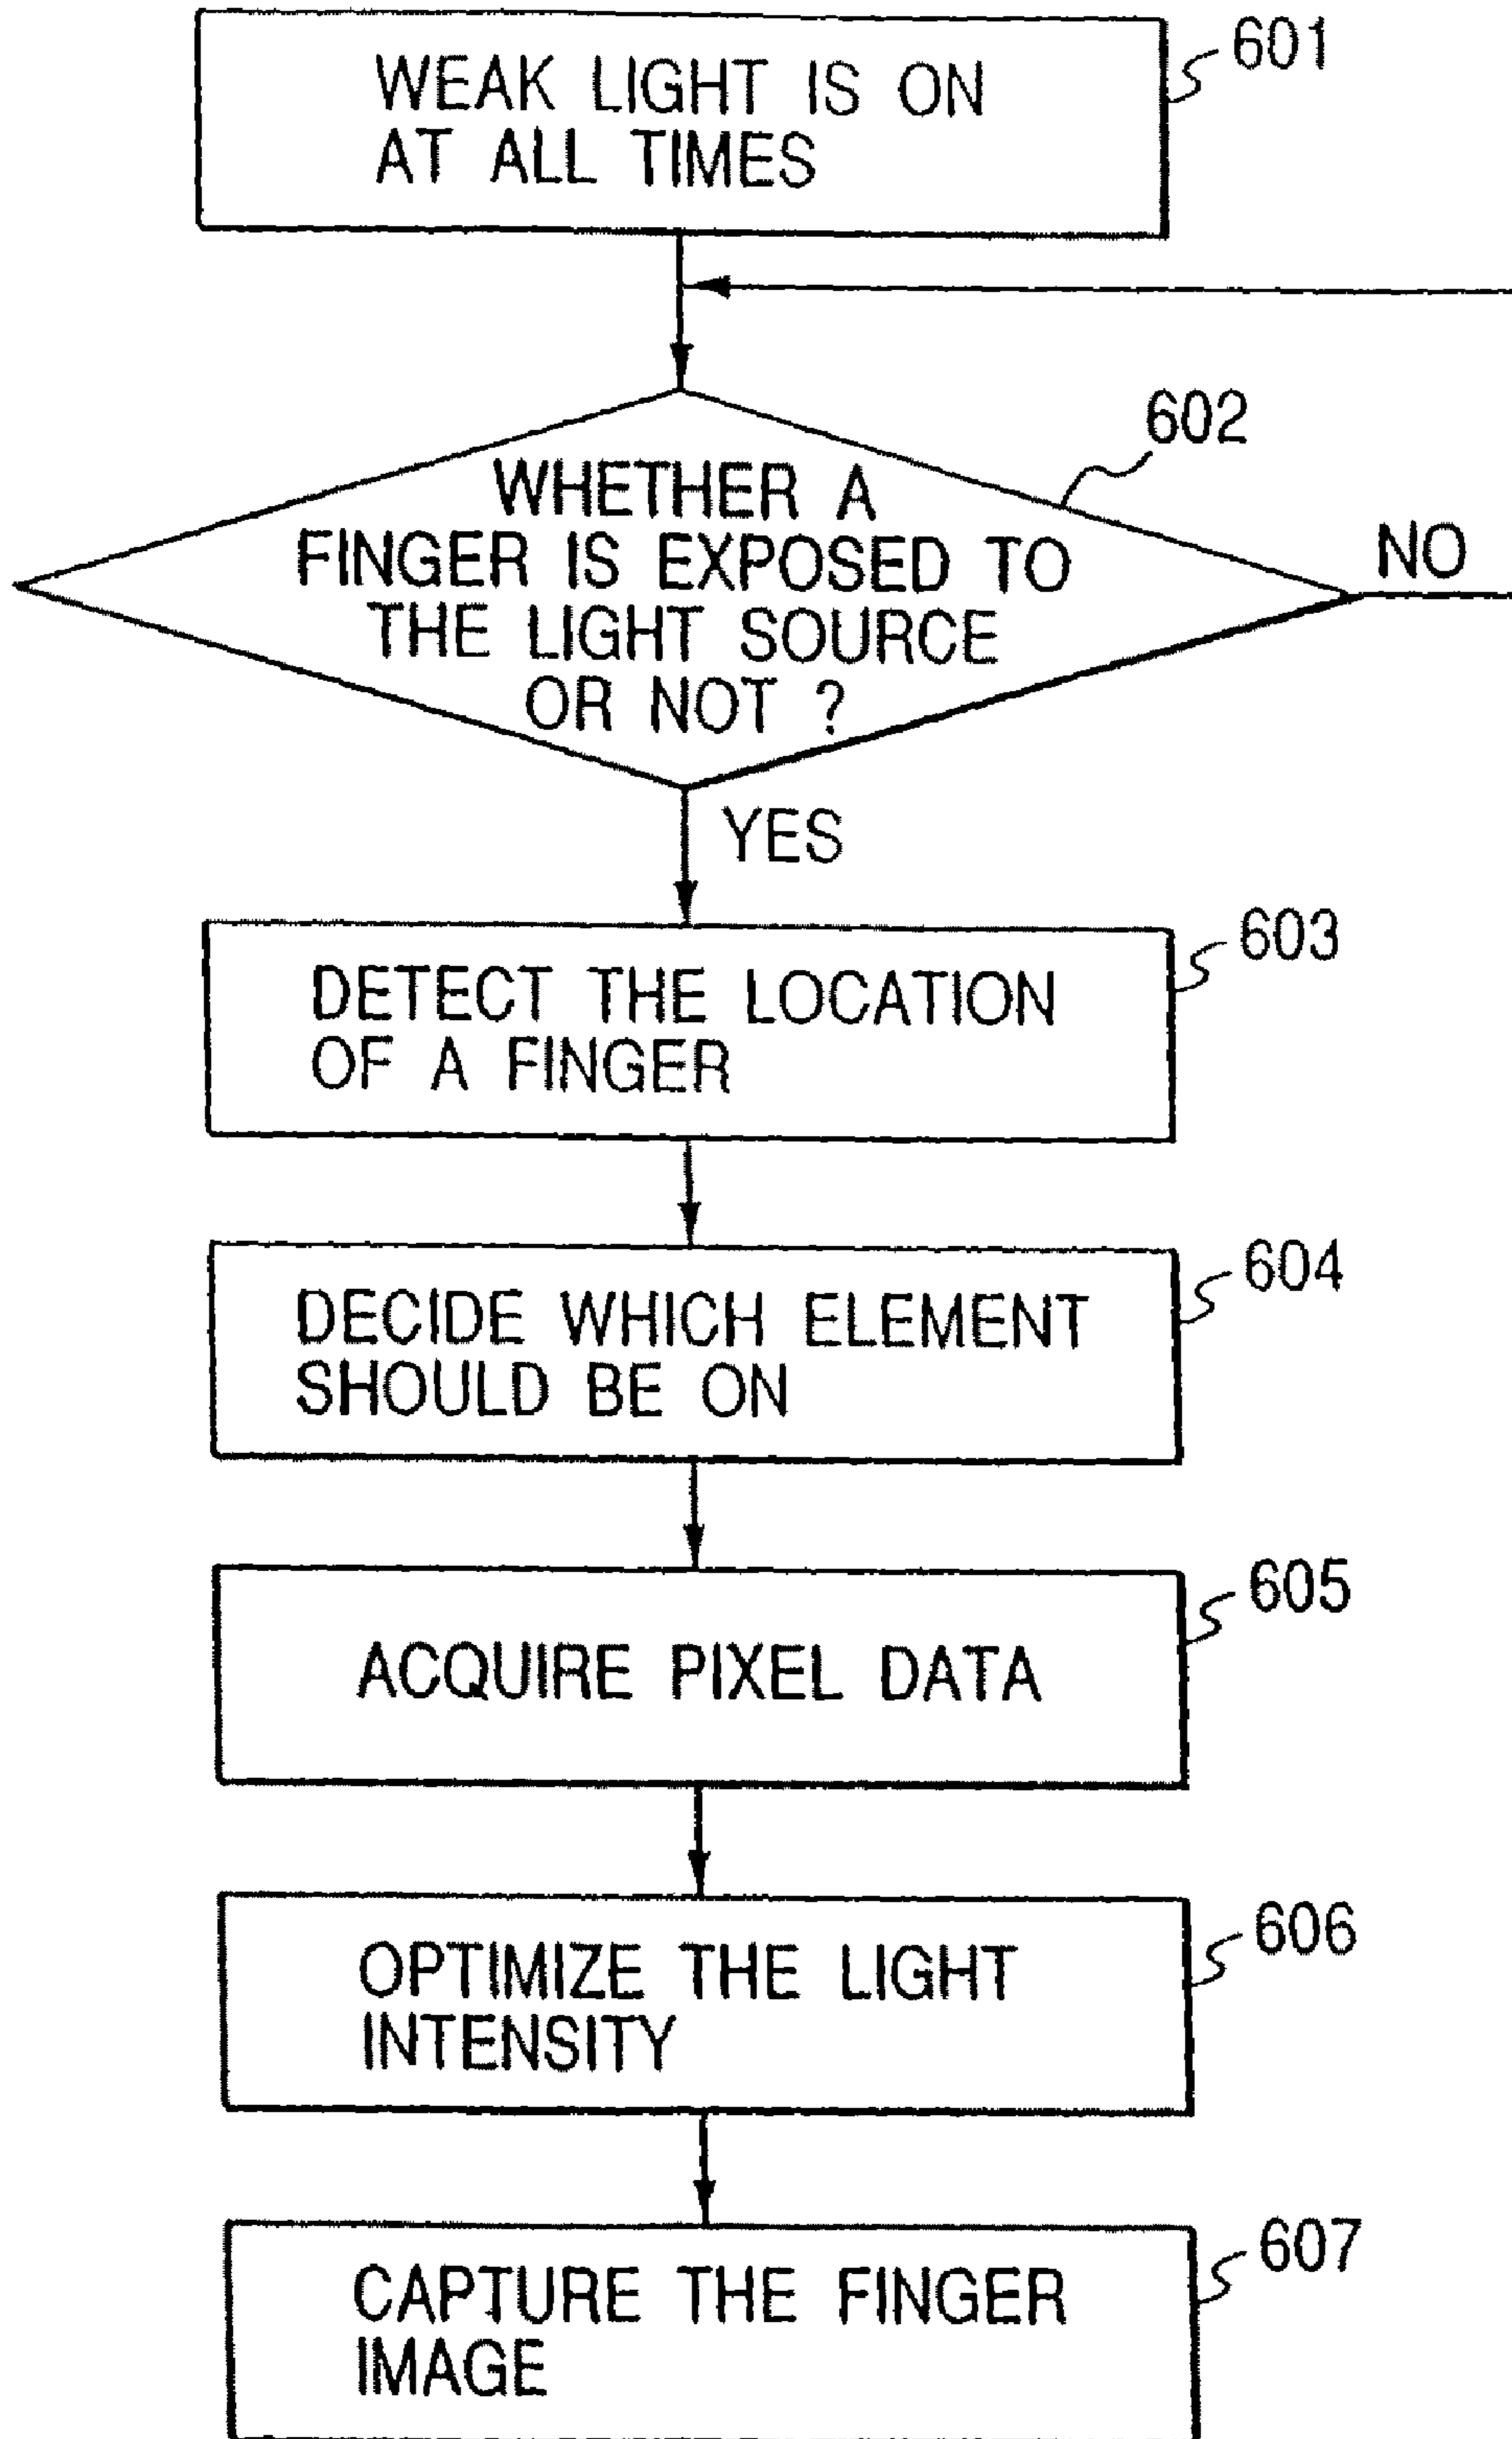 WEAK LIGHT IS ON
AT ALL TIMES
601
602
WHETHER A
FINGER IS EXPOSED TO
THE LIGHT SOURCE
OR NOT ?
NO
YES
603
DETECT THE LOCATION
OF A FINGER
604
DECIDE WHICH ELEMENT
SHOULD BE ON
605
ACQUIRE PIXEL DATA
606
OPTIMIZE THE LIGHT
INTENSITY
607
CAPTURE THE FINGER
IMAGE